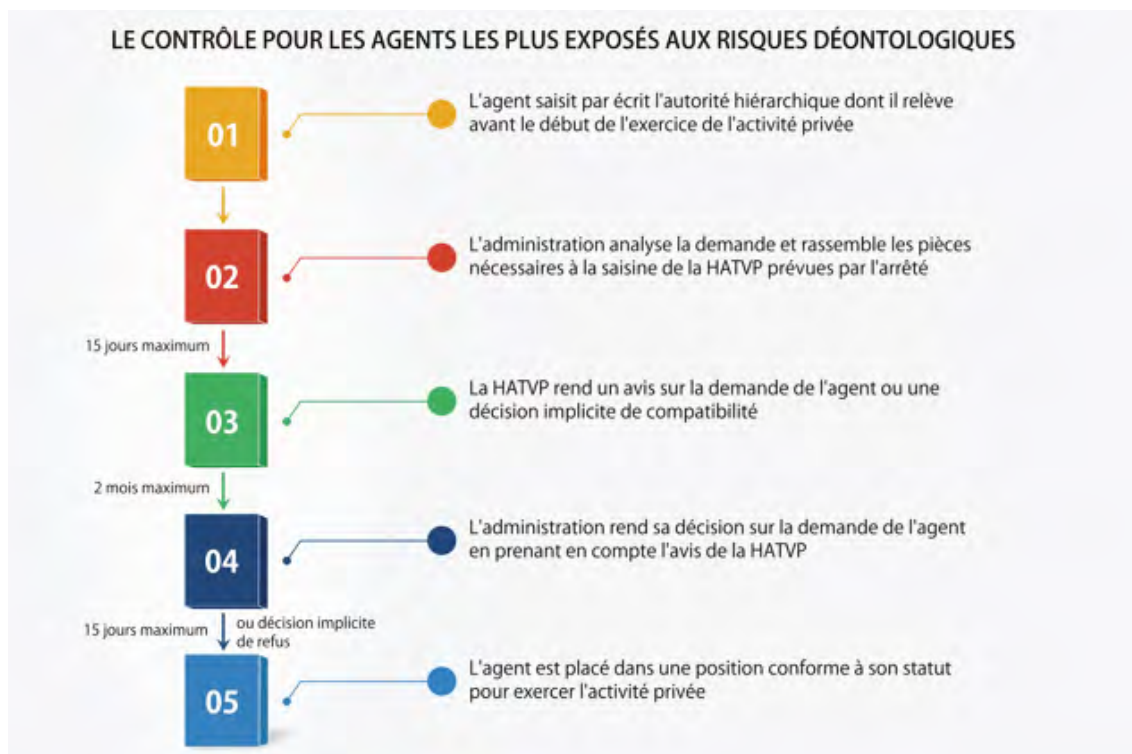 LE CONTRÔLE POUR LES AGENTS LES PLUS EXPOSÉS AUX RISQUES DÉONTOLOGIQUES
01
L'agent saisit par écrit l'autorité hiérarchique dont il relève
avant le début de l'exercice de l'activité privée
02
L'administration analyse la demande et rassemble les pièces
nécessaires à la saisine de la HATVP prévues par l'arrêté
15 jours maximum
03
La HATVP rend un avis sur la demande de l'agent ou une
décision implicite de compatibilité
2 mois maximum
04
L'administration rend sa décision sur la demande de l'agent
en prenant en compte l'avis de la HATVP
15 jours maximum
ou décision implicite
de refus
05
L'agent est placé dans une position conforme à son statut
pour exercer l'activité privée